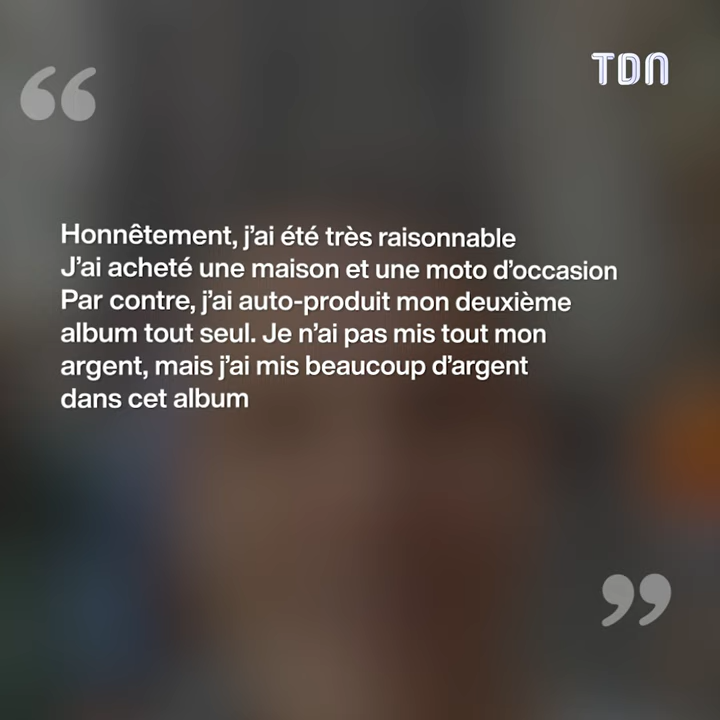 TDN
“
Honnêtement, j’ai été très raisonnable
J’ai acheté une maison et une moto d’occasion
Par contre, j’ai auto-produit mon deuxième
album tout seul. Je n’ai pas mis tout mon
argent, mais j’ai mis beaucoup d’argent
dans cet album
”